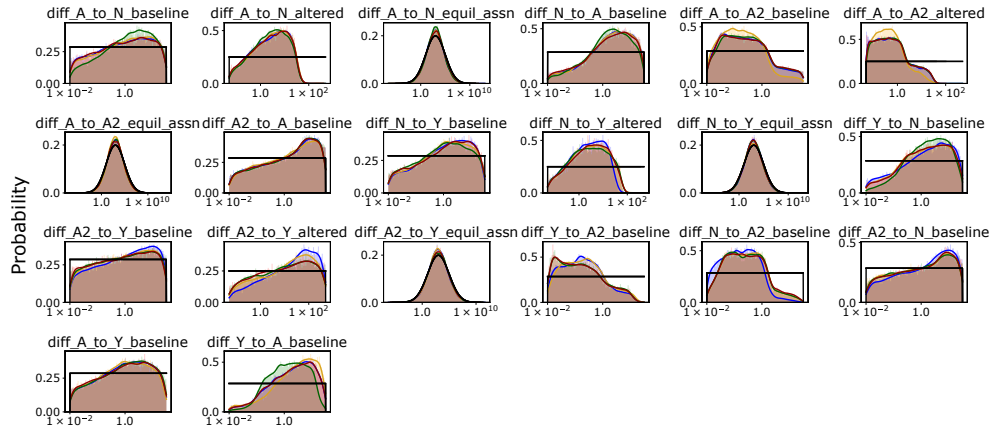 diff_A_to_N_baseline diff_A_to_N_altered diff_A_to_N_equil_assn diff_N_to_A_baseline diff_A_to_A2_baseline diff_A_to_A2_altered
0.25 0.5 0.2 0.5 0.5 0.5
0.00 0.0 0.0 0.0 0.0 0.0
1 × 10⁻² 1.0 1.0 1 × 10² 1.0 1 × 10¹⁰ 1 × 10⁻² 1.0 1 × 10⁻² 1.0 1.0 1 × 10²
diff_A_to_A2_equil_assn diff_A2_to_A_baseline diff_N_to_Y_baseline diff_N_to_Y_altered diff_N_to_Y_equil_assn diff_Y_to_N_baseline
0.2 0.50 0.25 0.5 0.2 0.50
0.25 0.25
0.0 0.00 0.00 0.0 0.0 0.00
1.0 1 × 10¹⁰ 1 × 10⁻² 1.0 1 × 10⁻² 1.0 1.0 1 × 10² 1.0 1 × 10¹⁰ 1 × 10⁻² 1.0
Probability
diff_A2_to_Y_baseline diff_A2_to_Y_altered diff_A2_to_Y_equil_assn diff_Y_to_A2_baseline diff_N_to_A2_baseline diff_A2_to_N_baseline
0.25 0.25 0.2 0.50 0.5 0.50
0.25 0.25
0.00 0.00 0.0 0.00 0.0 0.00
1 × 10⁻² 1.0 1.0 1 × 10² 1.0 1 × 10¹⁰ 1 × 10⁻² 1.0 1 × 10⁻² 1.0 1 × 10⁻² 1.0
diff_A_to_Y_baseline diff_Y_to_A_baseline
0.25 0.5
0.00 0.0
1 × 10⁻² 1.0 1 × 10⁻² 1.0